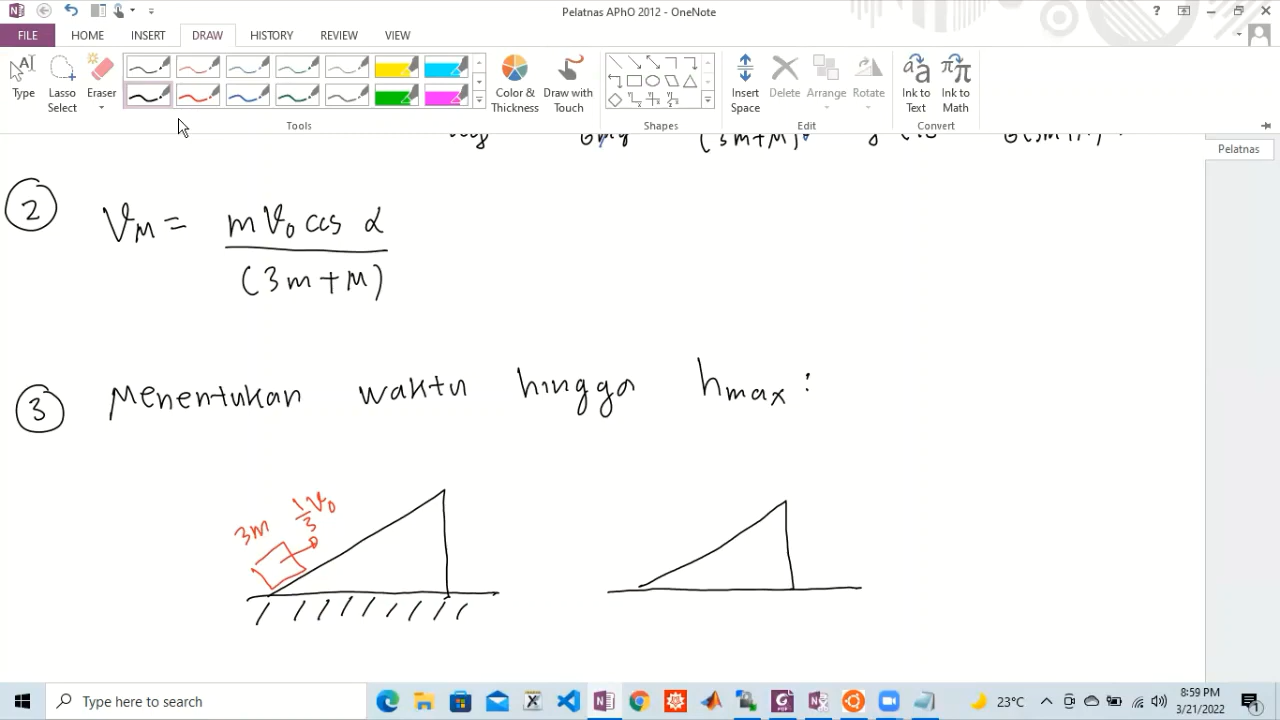 Pelatnas APhO 2012 - OneNote
FILE HOME INSERT DRAW HISTORY REVIEW VIEW
Type Lasso Select Eraser Color & Thickness Draw with Touch Insert Space Delete Arrange Rotate Ink to Text Ink to Math
Tools Shapes Edit Convert
Pelatnas
(3m+M)
2 V_M = m V_0 cos α / (3m+M)
3 Menentukan waktu hingga h_max :
3m 1/3 V_0
Type here to search
23°C
8:59 PM
3/21/2022